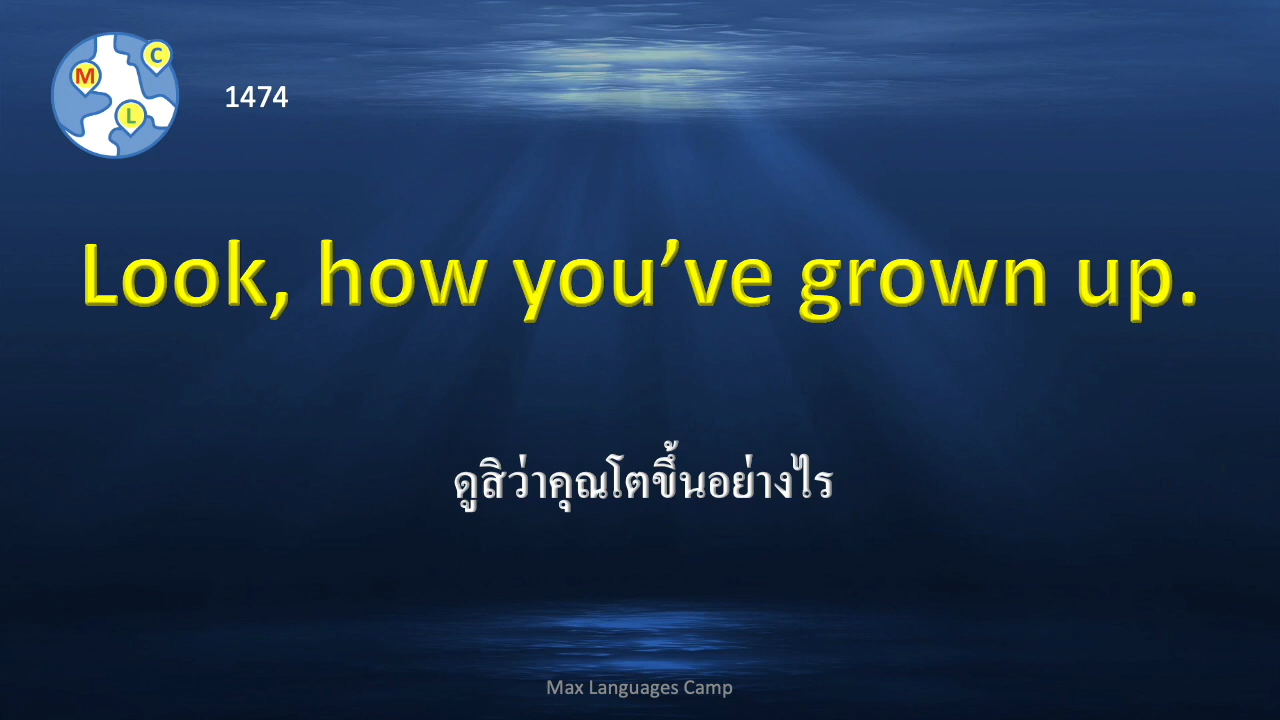 C
M
L
1474
Look, how you’ve grown up.
ดูสิว่าคุณโตขึ้นอย่างไร
Max Languages Camp